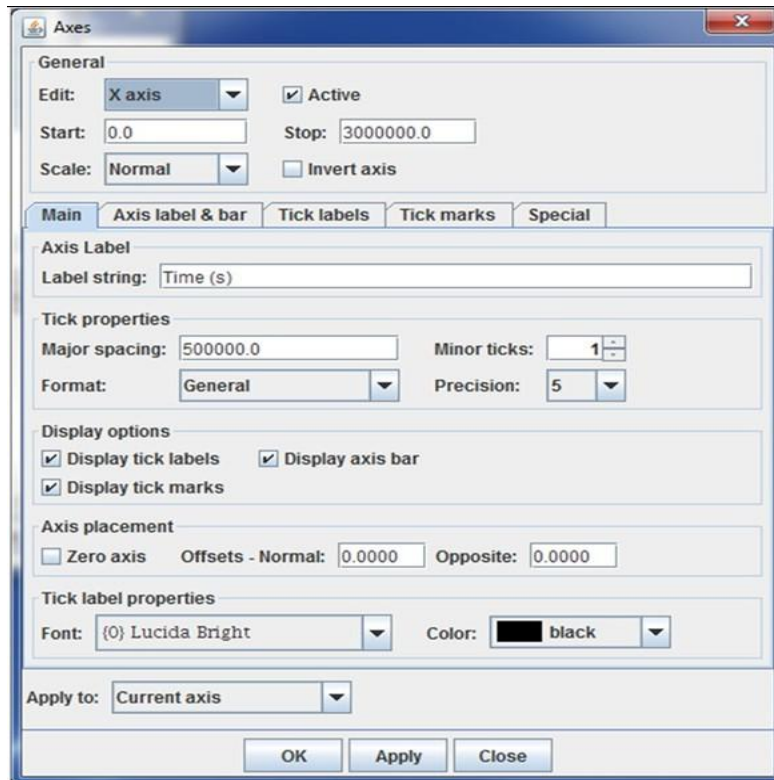 Axes
General
Edit: X axis Active
Start: 0.0 Stop: 3000000.0
Scale: Normal Invert axis
Main Axis label & bar Tick labels Tick marks Special
Axis Label
Label string: Time (s)
Tick properties
Major spacing: 500000.0 Minor ticks: 1
Format: General Precision: 5
Display options
Display tick labels Display axis bar
Display tick marks
Axis placement
Zero axis Offsets - Normal: 0.0000 Opposite: 0.0000
Tick label properties
Font: {0} Lucida Bright Color: black
Apply to: Current axis
OK Apply Close